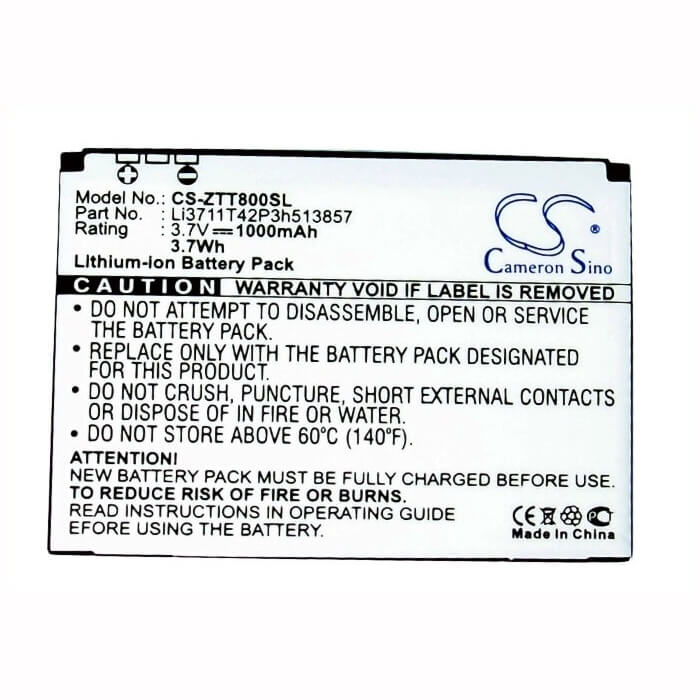 Model No.: CS-ZTT800SL
Part No.: Li3711T42P3h513857
Rating : 3.7V⎓1000mAh
3.7Wh
Lithium-ion Battery Pack
CS
®
Cameron Sino
CAUTION WARRANTY VOID IF LABEL IS REMOVED
• DO NOT ATTEMPT TO DISASSEMBLE, OPEN OR SERVICE
THE BATTERY PACK.
• REPLACE ONLY WITH THE BATTERY PACK DESIGNATED
FOR THIS EQUIPMENT.
• DO NOT CRUSH, PUNCTURE, SHORT EXTERNAL CONTACTS
OR DISPOSE OF IN FIRE OR WATER.
• DO NOT STORE ABOVE 60°C (140°F).
ATTENTION!
NEW BATTERY PACK MUST BE FULLY CHARGED BEFORE USE
TO REDUCE RISK OF FIRE OR BURNS.
READ INSTRUCTIONS IN YOUR MANUAL BEFORE
USING THE BATTERY.
CE
Made In China